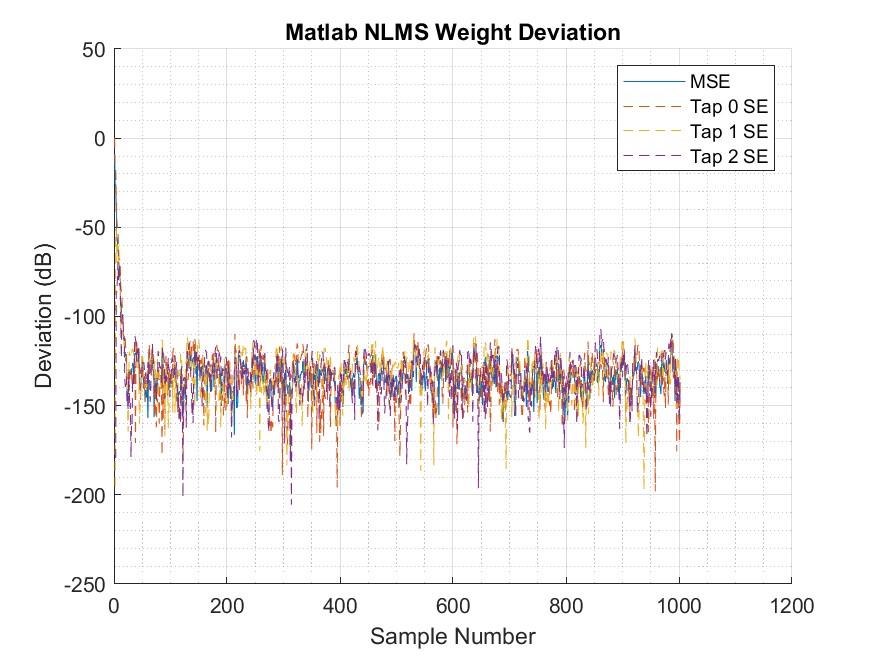 Matlab NLMS Weight Deviation
MSE
Tap 0 SE
Tap 1 SE
Tap 2 SE
Deviation (dB)
50
0
-50
-100
-150
-200
-250
0 200 400 600 800 1000 1200
Sample Number